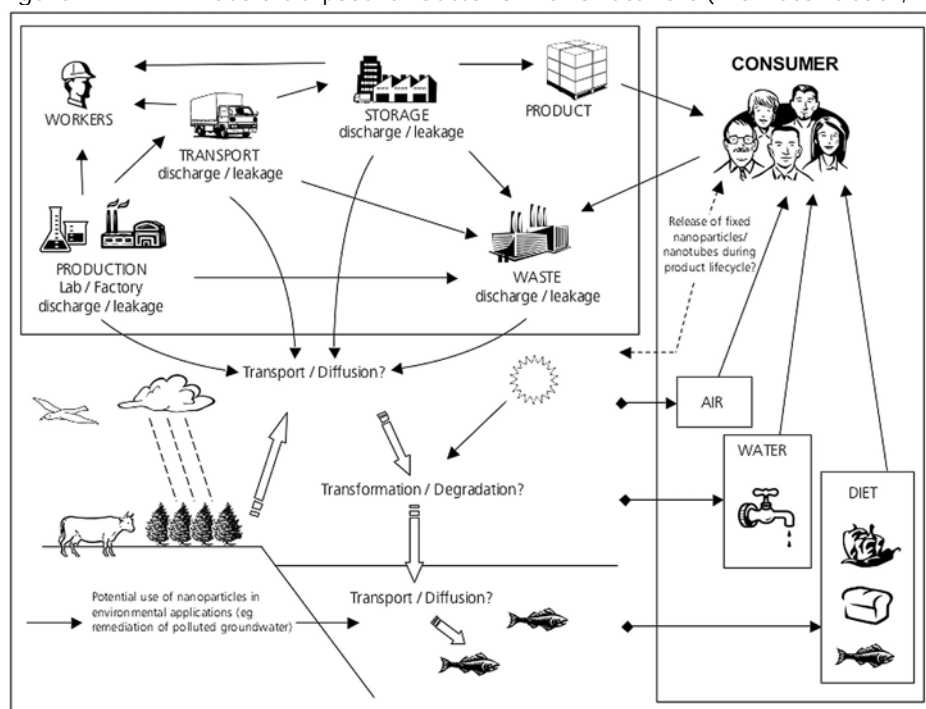 WORKERS
TRANSPORT
discharge / leakage
STORAGE
discharge / leakage
PRODUCT
PRODUCTION
Lab / Factory
discharge / leakage
WASTE
discharge / leakage
CONSUMER
Release of fixed
nanoparticles/
nanotubes during
product lifecycle?
Transport / Diffusion?
Transformation / Degradation?
Potential use of nanoparticles in
environmental applications (eg
remediation of polluted groundwater)
Transport / Diffusion?
AIR
WATER
DIET